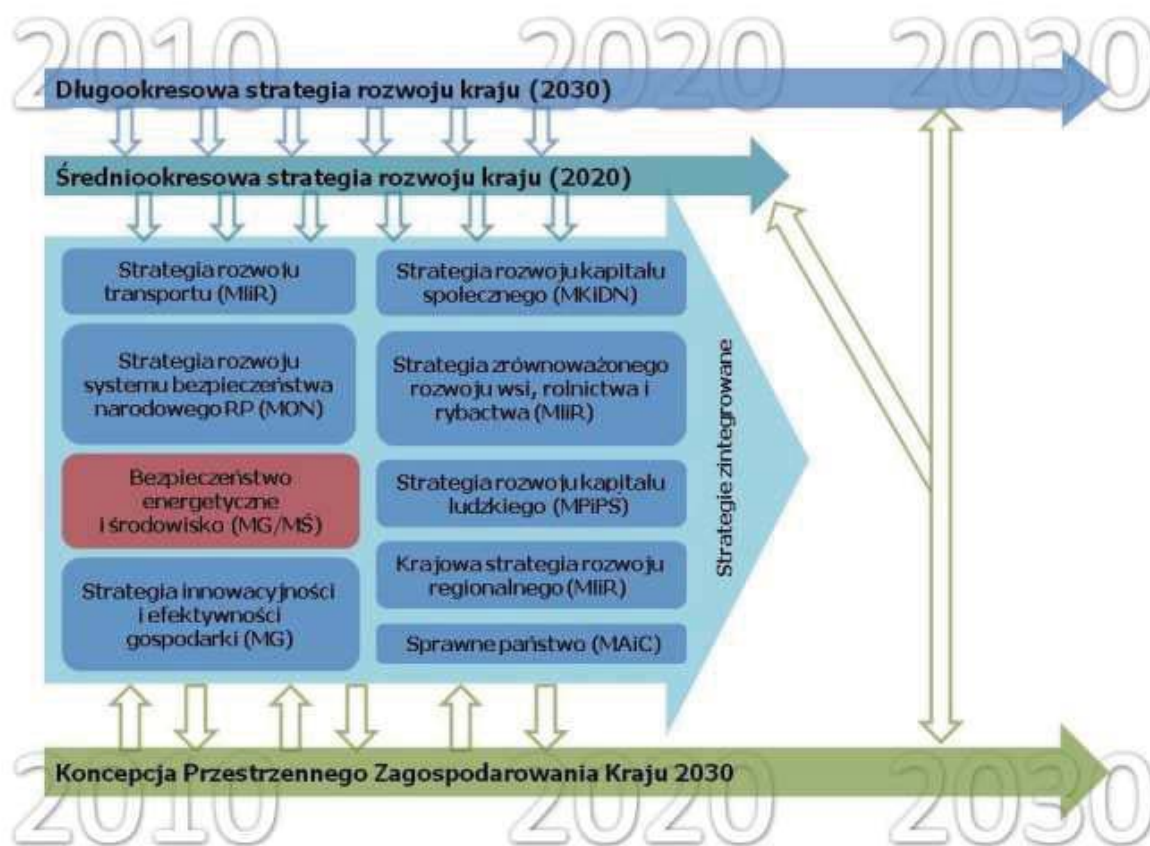 2010 2020 2030
Długookresowa strategia rozwoju kraju (2030)
Średniookresowa strategia rozwoju kraju (2020)
Strategia rozwoju
transportu (MIiR)
Strategia rozwoju
systemu bezpieczeństwa
narodowego RP (MON)
Bezpieczeństwo
energetyczne
i środowisko (MG/MŚ)
Strategia innowacyjności
i efektywności
gospodarki (MG)
Strategia rozwoju kapitału
społecznego (MKiDN)
Strategia zrównoważonego
rozwoju wsi, rolnictwa i
rybactwa (MIiR)
Strategia rozwoju kapitału
ludzkiego (MPiPS)
Krajowa strategia rozwoju
regionalnego (MIiR)
Sprawne państwo (MAiC)
Strategie zintegrowane
Koncepcja Przestrzennego Zagospodarowania Kraju 2030
2010 2020 2030